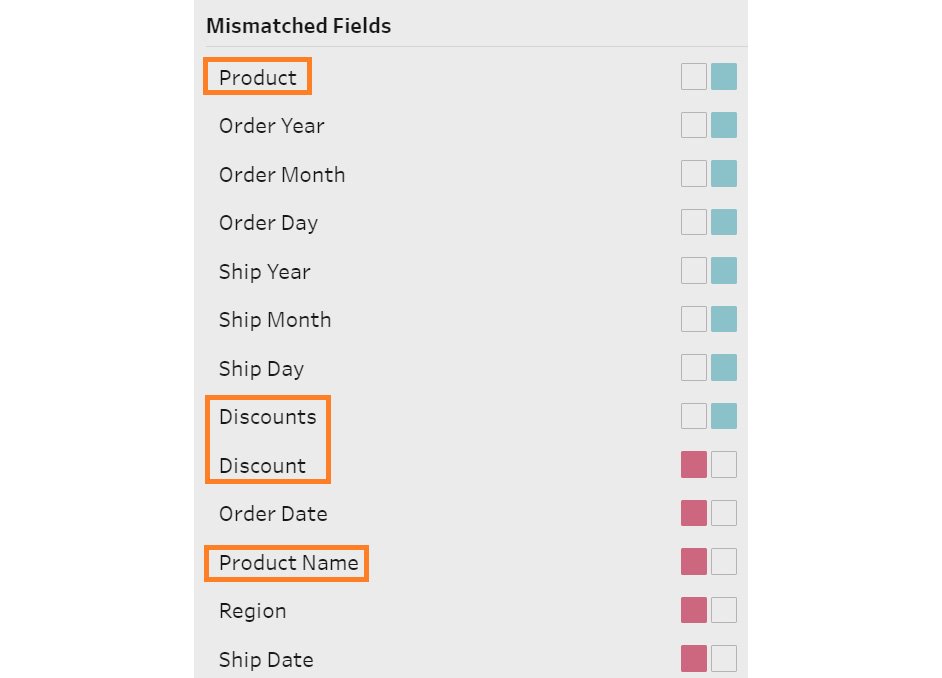 Mismatched Fields
Product
Order Year
Order Month
Order Day
Ship Year
Ship Month
Ship Day
Discounts
Discount
Order Date
Product Name
Region
Ship Date